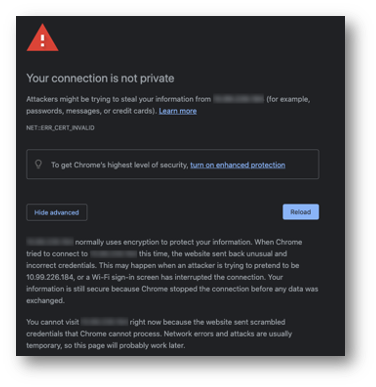 Your connection is not private
Attackers might be trying to steal your information from (for example,
passwords, messages, or credit cards). Learn more
NET::ERR_CERT_INVALID
To get Chrome's highest level of security, turn on enhanced protection
Hide advanced
Reload
normally uses encryption to protect your information. When Chrome
tried to connect to this time, the website sent back unusual and
incorrect credentials. This may happen when an attacker is trying to pretend to be
10.99.226.184, or a Wi-Fi sign-in screen has interrupted the connection. Your
information is still secure because Chrome stopped the connection before any data was
exchanged.
You cannot visit right now because the website sent scrambled
credentials that Chrome cannot process. Network errors and attacks are usually
temporary, so this page will probably work later.